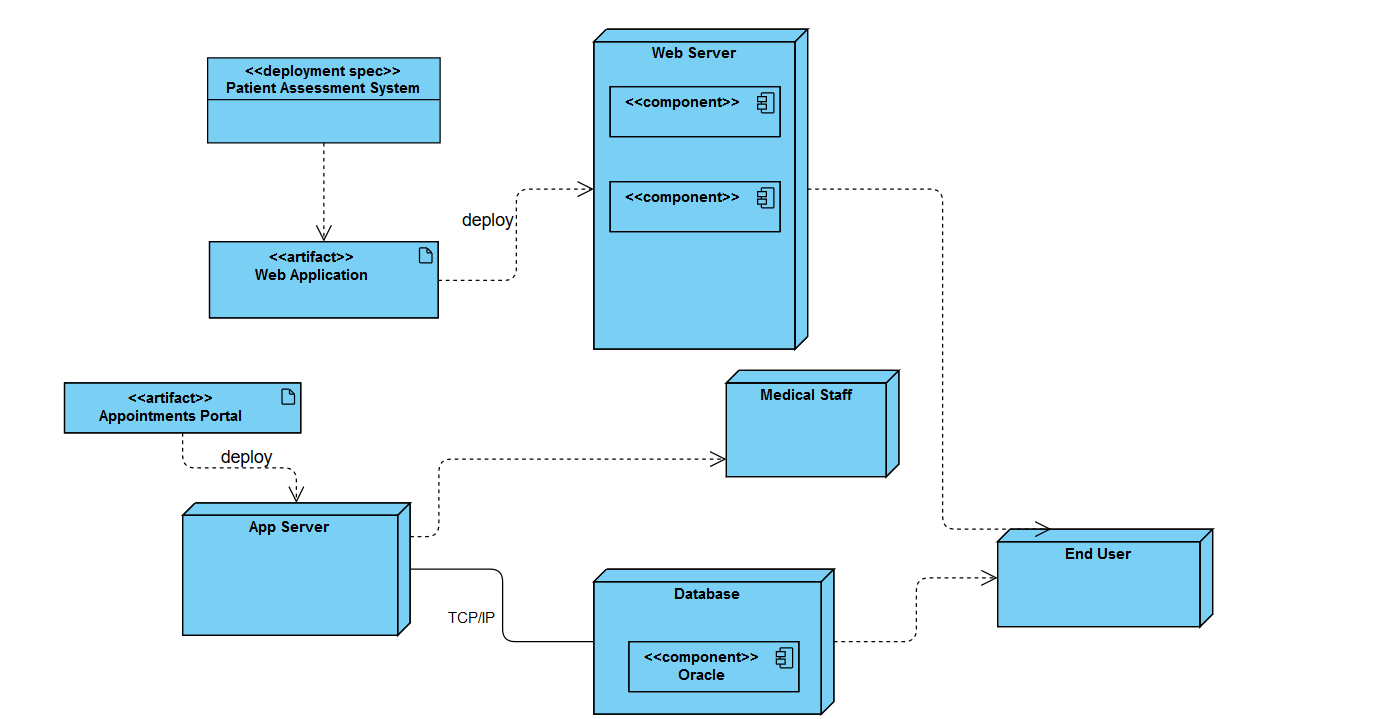 <<deployment spec>>
Patient Assessment System
Web Server
<<component>>
<<component>>
deploy
<<artifact>>
Web Application
<<artifact>>
Appointments Portal
deploy
Medical Staff
App Server
End User
TCP/IP
Database
<<component>>
Oracle